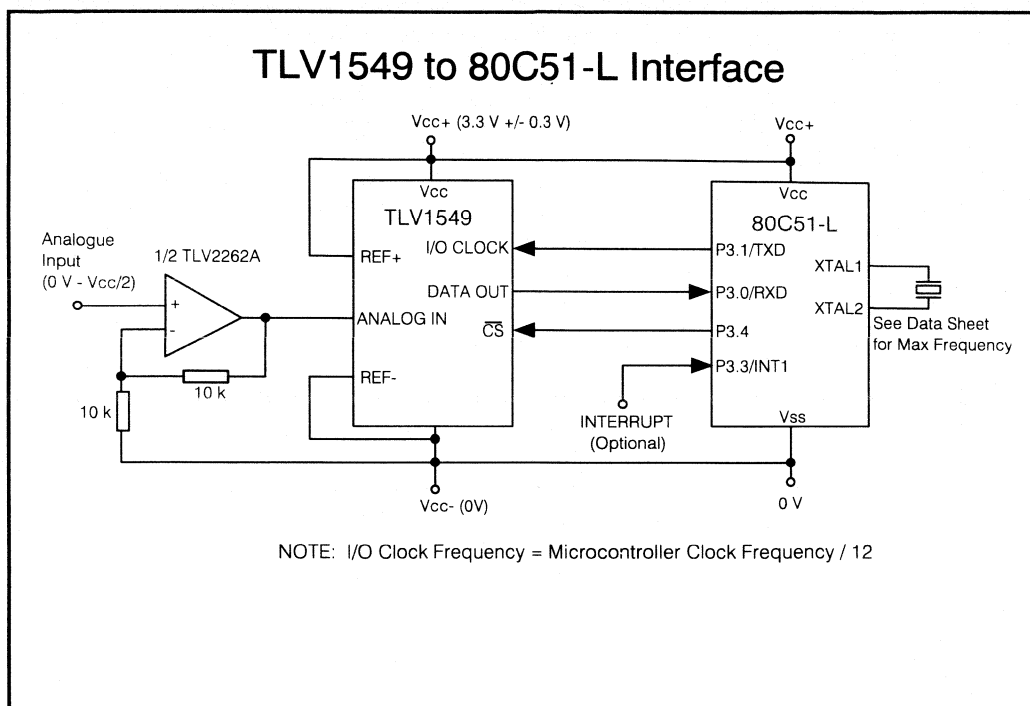 TLV1549 to 80C51-L Interface
Vcc+ (3.3 V +/- 0.3 V)
Vcc+
Vcc
TLV1549
Vcc
80C51-L
Analogue
Input
(0 V - Vcc/2)
1/2 TLV2262A
+
-
10 k
10 k
REF+
I/O CLOCK
DATA OUT
ANALOG IN
C̅S̅
REF-
P3.1/TXD
P3.0/RXD
P3.4
P3.3/INT1
XTAL1
XTAL2
See Data Sheet
for Max Frequency
INTERRUPT
(Optional)
Vss
Vcc- (0V)
0 V
NOTE: I/O Clock Frequency = Microcontroller Clock Frequency / 12